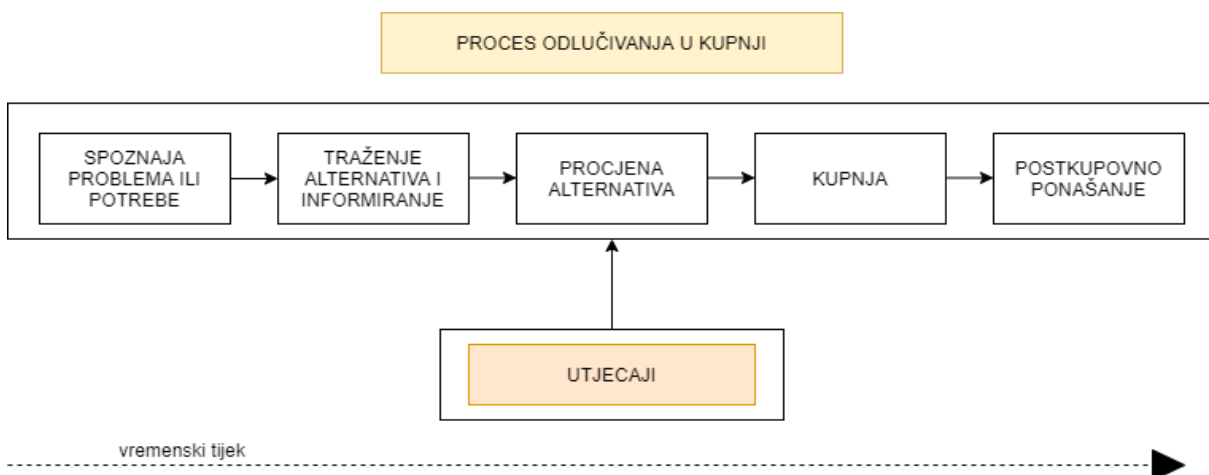 PROCES ODLUČIVANJA U KUPNJI
SPOZNAJA
PROBLEMA ILI
POTREBE
TRAŽENJE
ALTERNATIVA I
INFORMIRANJE
PROCJENA
ALTERNATIVA
KUPNJA
POSTKUPOVNO
PONAŠANJE
UTJECAJI
vremenski tijek